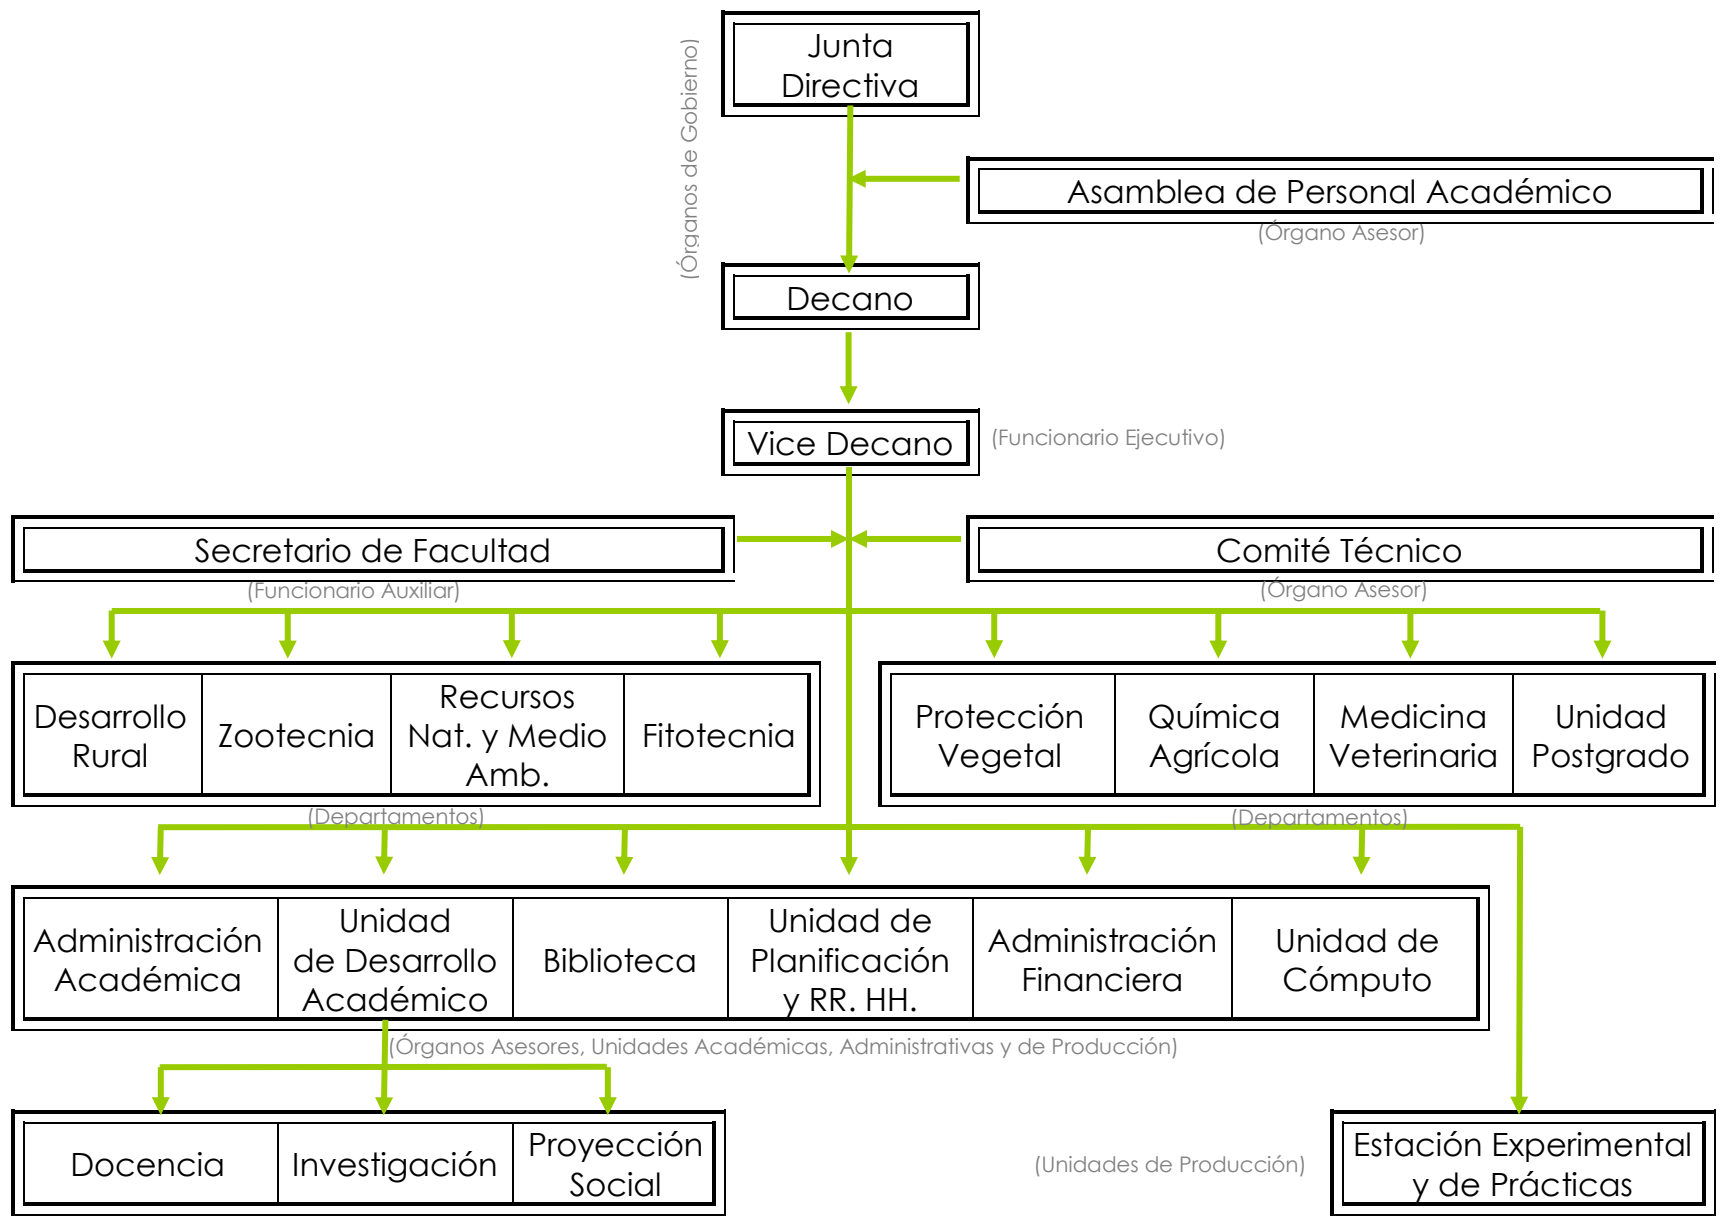 Junta
Directiva
(Órganos de Gobierno)
Asamblea de Personal Académico
(Órgano Asesor)
Decano
Vice Decano
(Funcionario Ejecutivo)
Secretario de Facultad
(Funcionario Auxiliar)
Comité Técnico
(Órgano Asesor)
Desarrollo
Rural
Zootecnia
Recursos
Nat. y Medio
Amb.
Fitotecnia
(Departamentos)
Protección
Vegetal
Química
Agrícola
Medicina
Veterinaria
Unidad
Postgrado
(Departamentos)
Administración
Académica
Unidad
de Desarrollo
Académico
Biblioteca
Unidad de
Planificación
y RR. HH.
Administración
Financiera
Unidad de
Cómputo
(Órganos Asesores, Unidades Académicas, Administrativas y de Producción)
Docencia
Investigación
Proyección
Social
(Unidades de Producción)
Estación Experimental
y de Prácticas